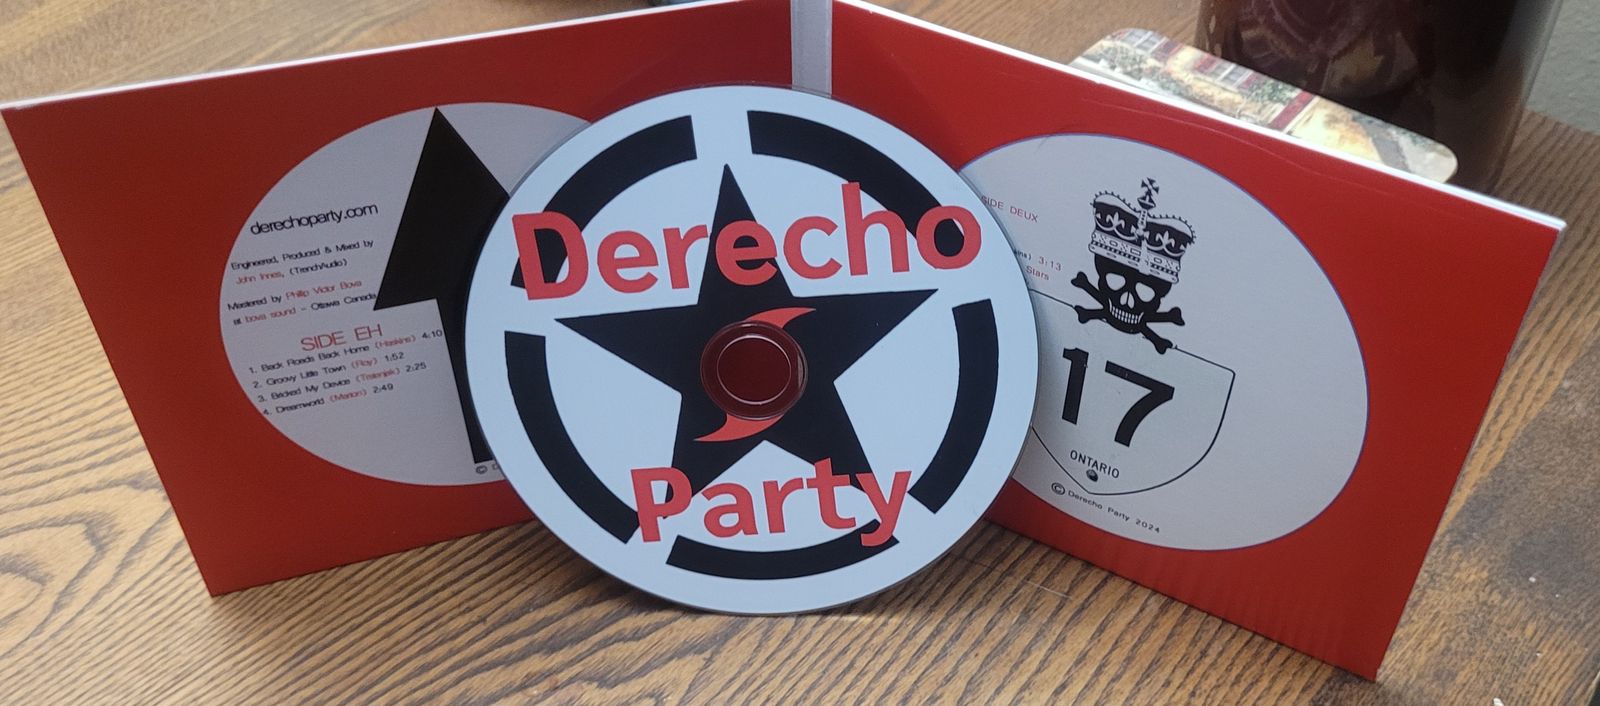 derechoparty.com
Engineered, Produced & Mixed by
John Innes, (TrenchAudio)
Mastered by Phillip Victor Bova
at bova sound - Ottawa Canada
SIDE EH
1. Back Roads Back Home (Haskins) 4:10
2. Groovy Little Town (Roy) 1:52
3. Bricked My Device (Testenjak) 2:25
4. Dreamworld (Marion) 2:49
©
Derecho
Party
SIDE DEUX
3:13
Stars
17
ONTARIO
© Derecho Party 2024